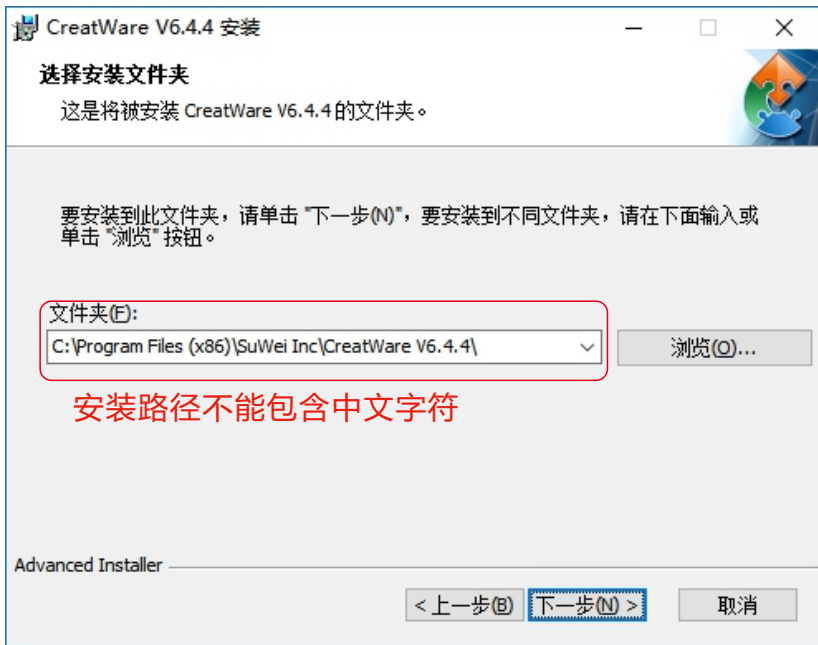 CreatWare V6.4.4 安装
选择安装文件夹
这是将被安装 CreatWare V6.4.4 的文件夹。
要安装到此文件夹，请单击 "下一步(N)"，要安装到不同文件夹，请在下面输入或
单击 "浏览" 按钮。
文件夹(F):
C:\Program Files (x86)\SuWei Inc\CreatWare V6.4.4\
浏览(O)...
安装路径不能包含中文字符
Advanced Installer
< 上一步(B)
下一步(N) >
取消